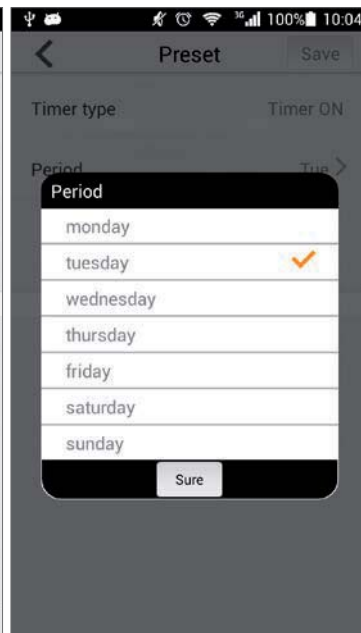 3G 100% 10:04
Preset Save
Timer type Timer ON
Period Tue
Period
monday
tuesday
wednesday
thursday
friday
saturday
sunday
Sure